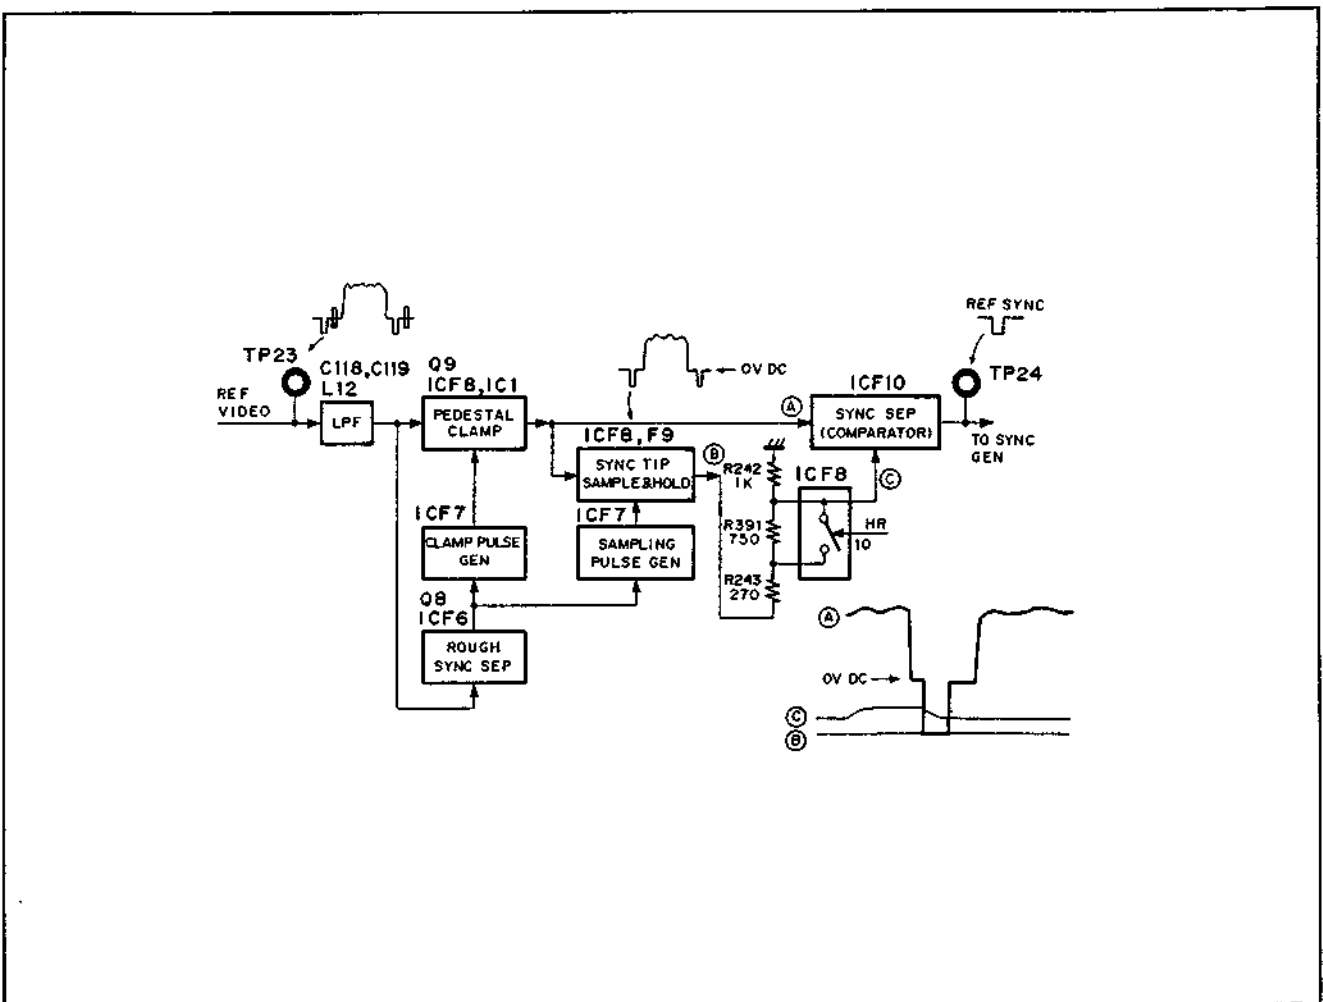 REF SYNC
TP23
C118,C119
L12
Q9
ICF8,IC1
0V DC
ICF10
TP24
REF
VIDEO
LPF
PEDESTAL
CLAMP
A
SYNC SEP
(COMPARATOR)
TO SYNC
GEN
ICF8,F9
SYNC TIP
SAMPLE&HOLD
B
R242
1K
ICF8
C
ICF7
CLAMP PULSE
GEN
ICF7
SAMPLING
PULSE GEN
R391
750
HR
10
R243
270
Q8
ICF6
ROUGH
SYNC SEP
A
0V DC
C
B